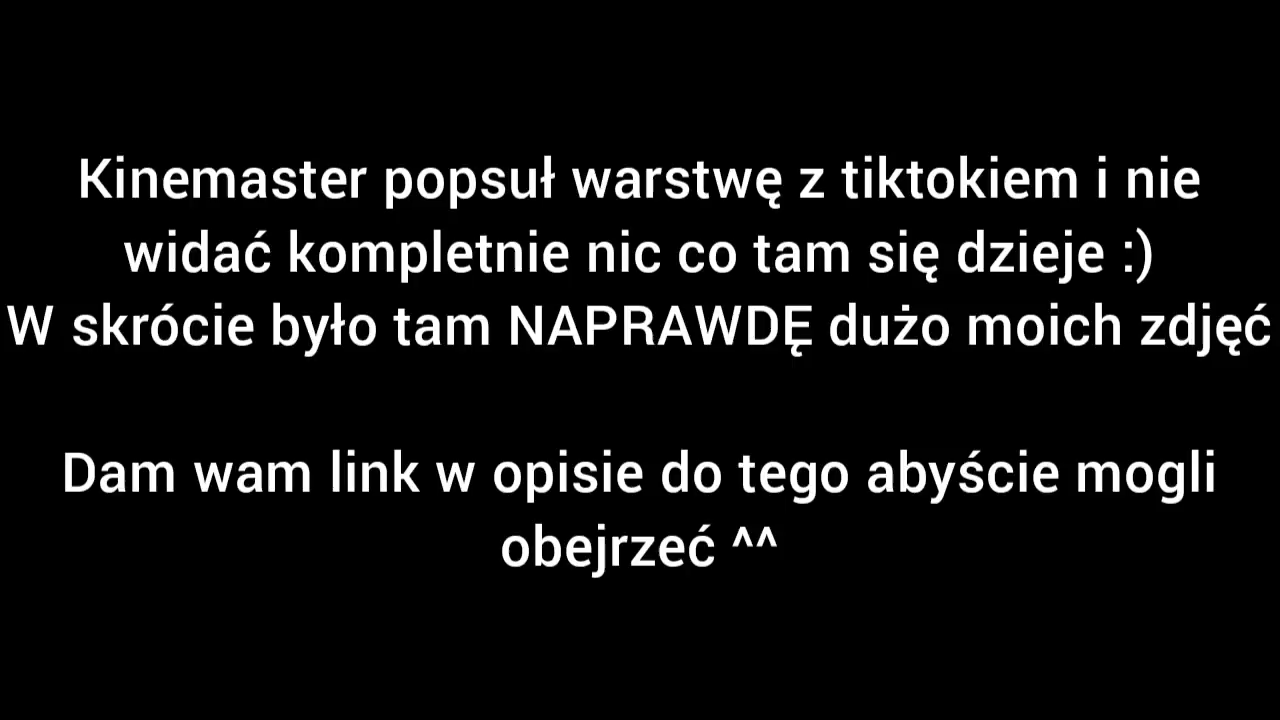 Kinemaster popsuł warstwę z tiktokiem i nie
widać kompletnie nic co tam się dzieje :)
W skrócie było tam NAPRAWDĘ dużo moich zdjęć
Dam wam link w opisie do tego abyście mogli
obejrzeć ^^